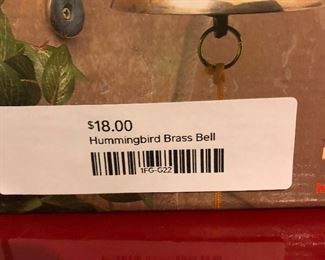 $18.00
Hummingbird Brass Bell
1FG-G22